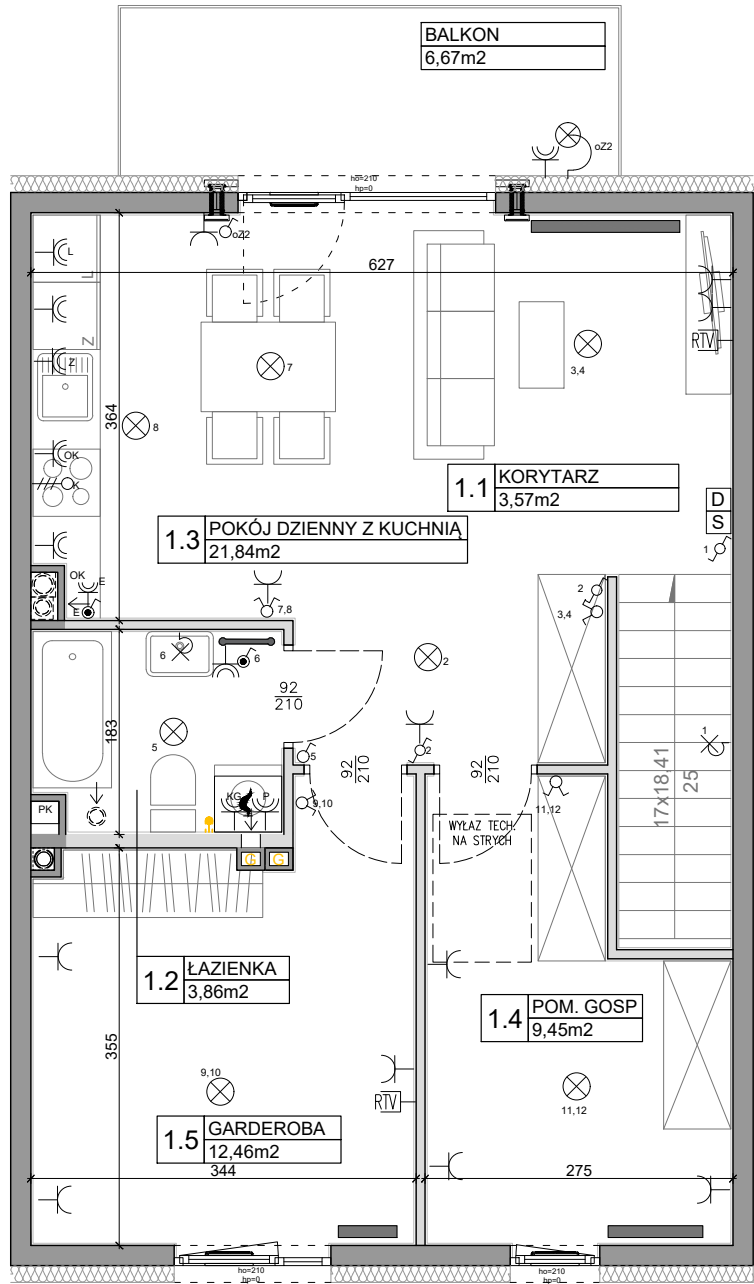 BALKON
6,67m2
oZ2
ho=210
hp=0
oZ2
627
L
L
Z
Z
7
3,4
RTV
364
8
OK
K
1.1 KORYTARZ
3,57m2
D
S
1
1.3 POKÓJ DZIENNY Z KUCHNIĄ
21,84m2
OK
E
E
7,8
2
3,4
6
6
2
92
210
183
5
5
2
92
210
92
210
1
17x18,41
25
PK
KG
P
9,10
11,12
WYŁAZ TECH.
NA STRYCH
G
G
1.2 ŁAZIENKA
3,86m2
1.4 POM. GOSP
9,45m2
355
9,10
RTV
11,12
1.5 GARDEROBA
12,46m2
344
275
ho=210
hp=0
ho=210
hp=0